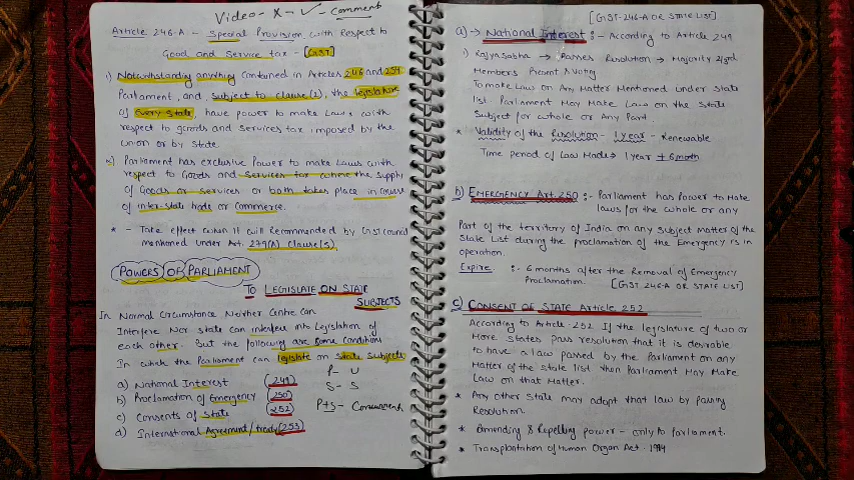 Video - X - ✓ - Comment
Article 246-A - Special Provision with Respect to
Good and Service tax - [GST]
1) Notwithstanding anything contained in Articles 246 and 254
Parliament, and, subject to clause(2), the legislature
of every state, have power to make Laws with
respect to goods and services tax imposed by the
union or by State
2) Parliament has exclusive Power to make Laws with
respect to Goods and Services tax where the Supply
of Goods or services or both takes place in course
of inter-state trade or commerce.
* - Take effect when it will recommended by GST council
mentioned under Art. 279(A) Clause(5)
POWERS OF PARLIAMENT
TO LEGISLATE ON STATE
SUBJECTS
In Normal Circumstance Neither Centre can
Interfere Nor state can interfere into Legislation of
each other. But the following are some conditions
In which the Parliament can legislate on State Subjects
a) National Interest (249)
b) Proclamation of Emergency (250)
c) Consents of State (252)
d) International Agreement/treaty (253)
P - U
S - S
P+S - Concurrent
[GST-246-A OR STATE LIST]
a) → National Interest :- According to Article 249
1) Rajya Sabha → Passes Resolution → Majority 2/3rd
Members Present & Voting
To make Law on Any Matter Mentioned under State
list. Parliament May Make Law on the State
Subject for whole or Any Part.
* Validity of the Resolution - 1 year - Renewable
Time period of Law Made → 1 year + 6 month
b) EMERGENCY Art. 250 :- Parliament has Power to Make
laws for the whole or any
Part of the territory of India on any subject matter of the
State List during the proclamation of the Emergency is in
operation.
Expire :- 6 months after the Removal of Emergency
Proclamation. [GST 246-A OR STATE LIST]
C) CONSENT OF STATE Article 252
According to Article-252 If the legislature of two or
More states pass resolution that it is desirable
to have a law passed by the Parliament on any
Matter of the state list then Parliament May Make
Law on that Matter.
* Any other State may adopt that law by passing
Resolution.
* Amending & Repelling power - only to Parliament.
* Transplantation of Human Organ Act - 1994